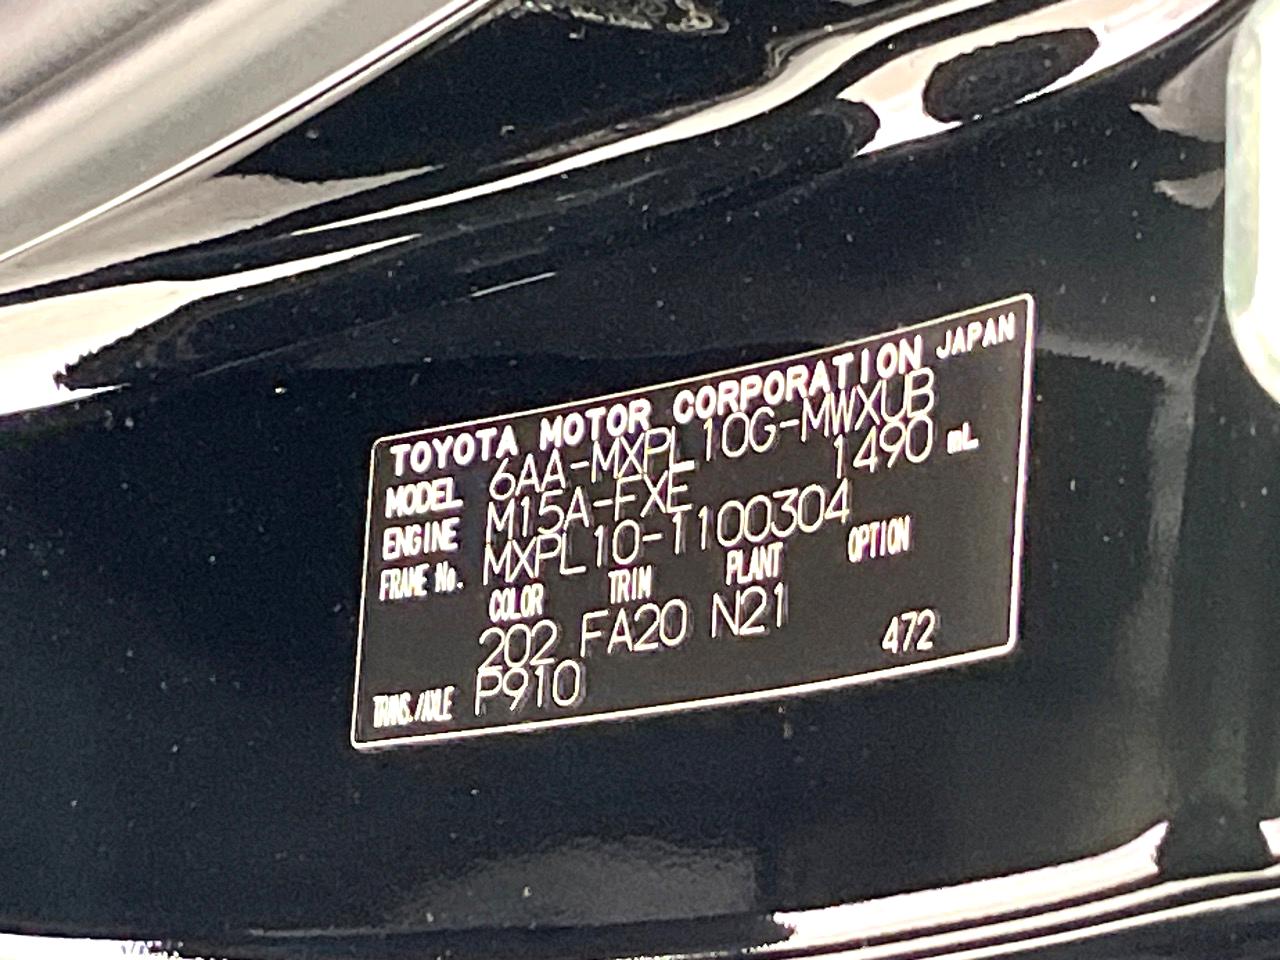 TOYOTA MOTOR CORPORATION JAPAN
MODEL 6AA-MXPL10G-MWXUB
ENGINE M15A-FXE 1490 mL
FRAME No. MXPL10-1100304
COLOR TRIM PLANT OPTION
202 FA20 N21
472
TRANS./AXLE P910